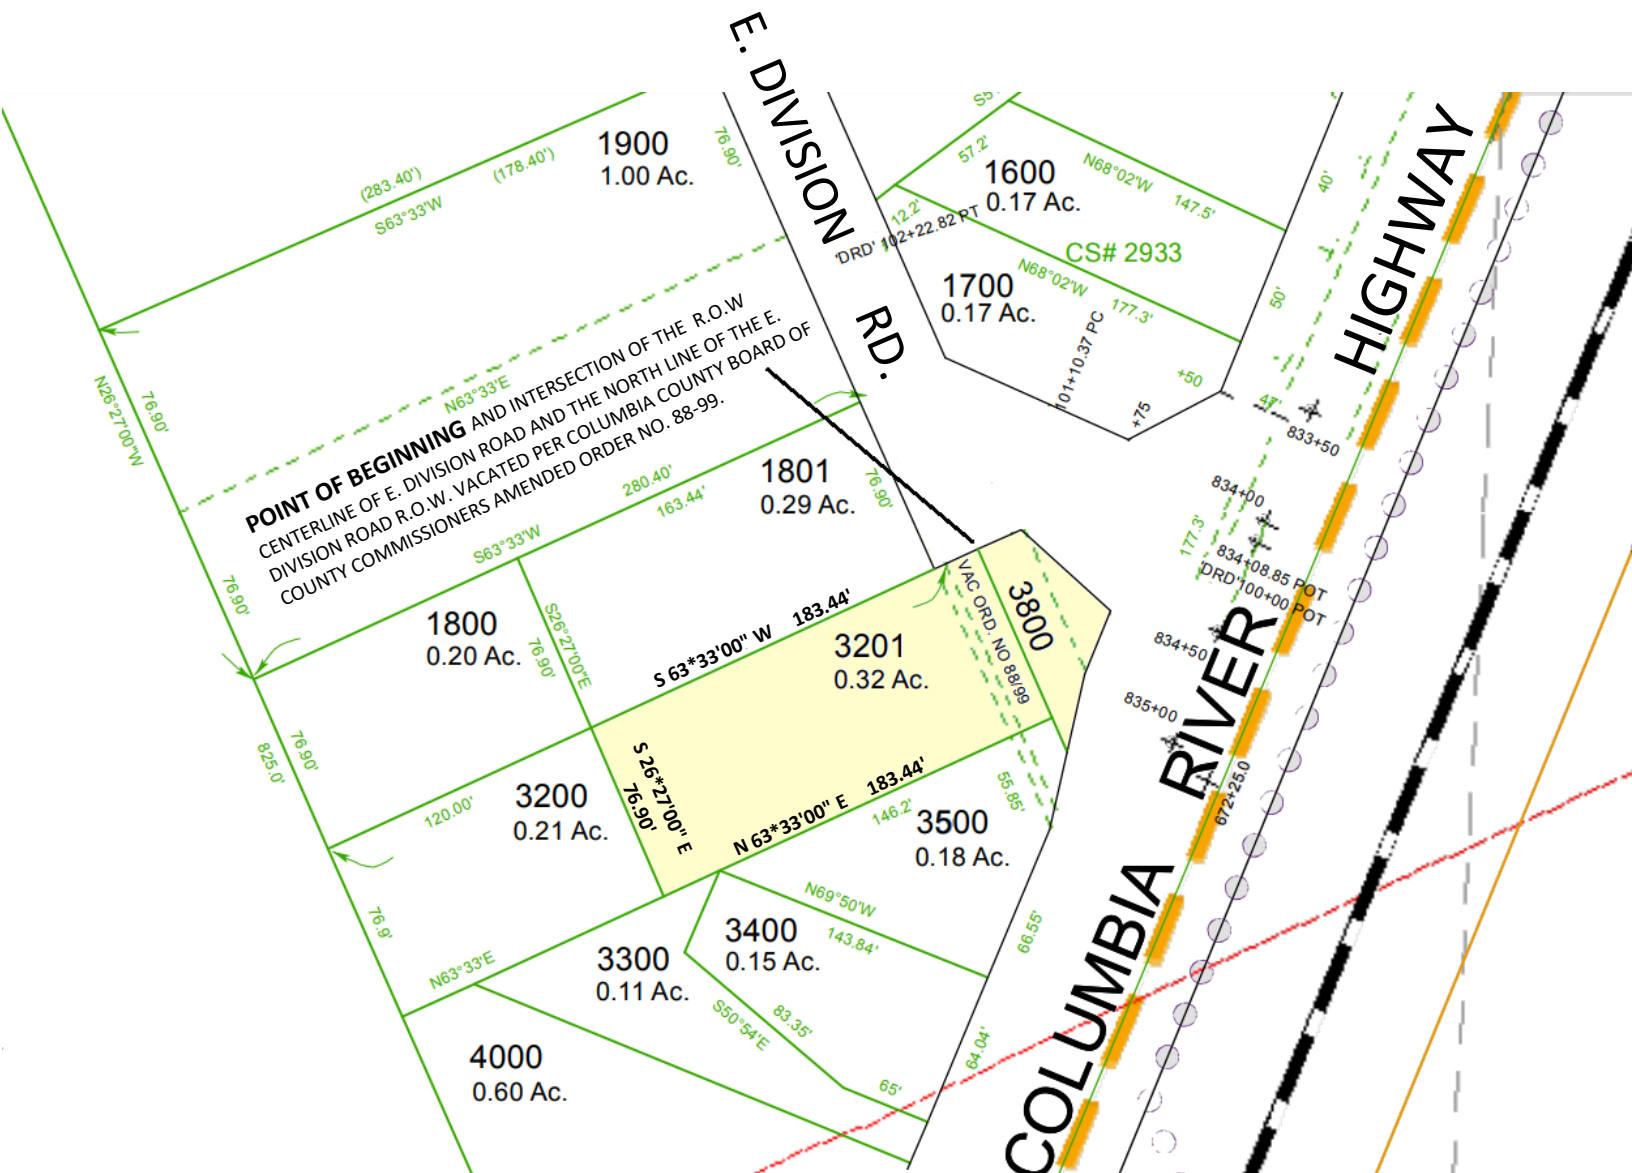 E. DIVISION RD.
1900
1.00 Ac.
76.90'
(283.40')
(178.40')
S63°33'W
57.2'
1600
0.17 Ac.
N68°02'W
147.5'
12.2'
'DRD' 102+22.82 PT
CS# 2933
1700
0.17 Ac.
N68°02'W
177.3'
101+10.37 PC
+50
+75
40'
50'
47'
HIGHWAY
833+50
834+00
177.3'
834+08.85 POT
'DRD' 100+00 POT
834+50
835+00
672+25.0
RIVER
COLUMBIA
N26°27'00"W
76.90'
N63°33'E
POINT OF BEGINNING AND INTERSECTION OF THE R.O.W
CENTERLINE OF E. DIVISION ROAD AND THE NORTH LINE OF THE E.
DIVISION ROAD R.O.W. VACATED PER COLUMBIA COUNTY BOARD OF
COUNTY COMMISSIONERS AMENDED ORDER NO. 88-99.
76.90'
S63°33'W
280.40'
163.44'
1801
0.29 Ac.
76.90'
1800
0.20 Ac.
S26°27'00"E
76.90'
S 63*33'00" W 183.44'
3201
0.32 Ac.
VAC ORD. NO 88/99
3800
825.0'
76.90'
120.00'
3200
0.21 Ac.
S 26*27'00" E
76.90'
N 63*33'00" E 183.44'
146.2'
55.85'
3500
0.18 Ac.
76.9'
N63°33'E
3300
0.11 Ac.
3400
0.15 Ac.
N69°50'W
143.84'
66.55'
S50°54'E
83.35'
64.04'
65'
4000
0.60 Ac.